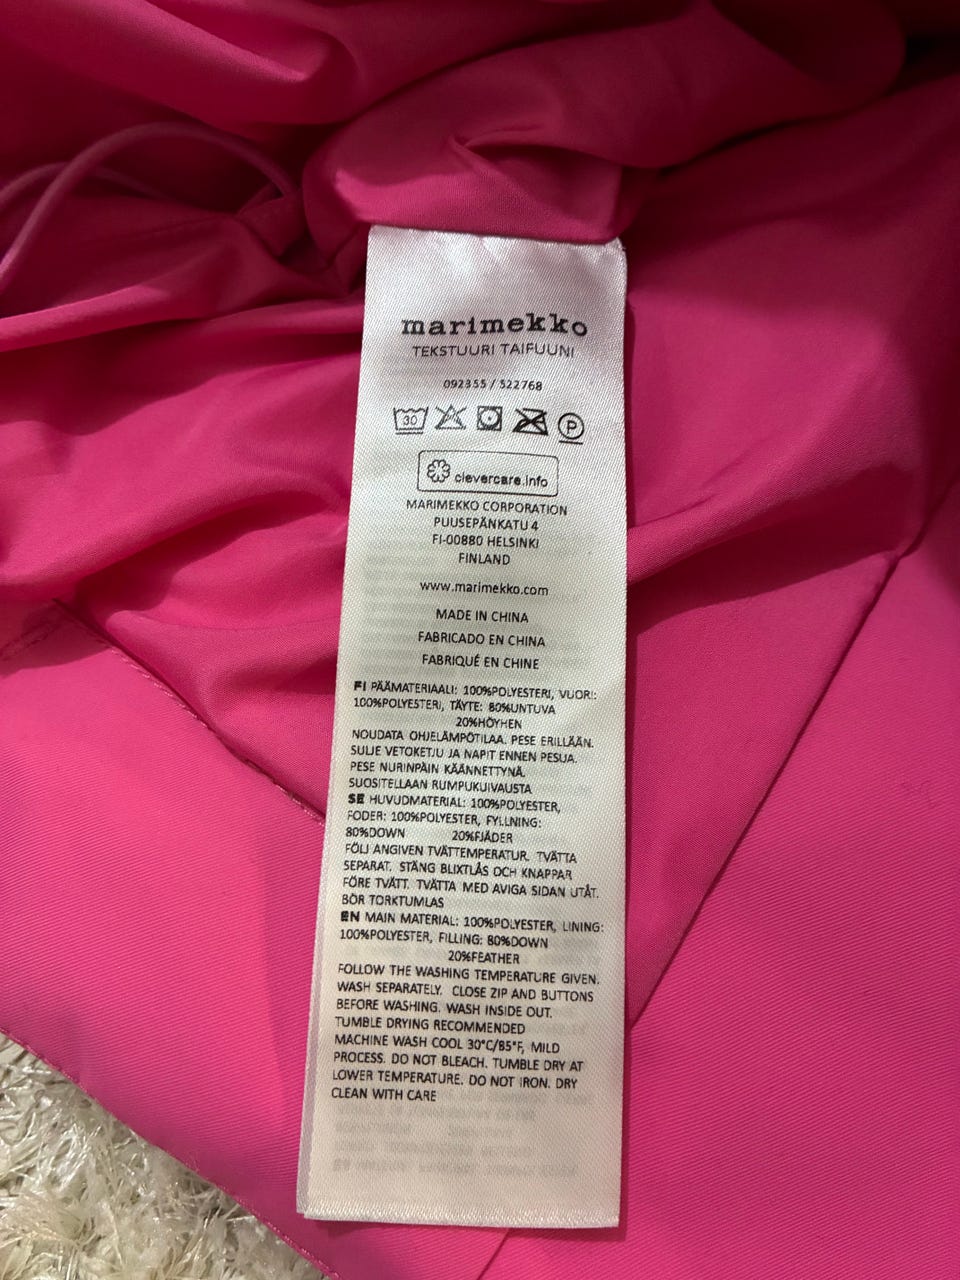 marimekko
TEKSTUURI TAIFUUNI
092355 / 522768
30 P
clevercare.info
MARIMEKKO CORPORATION
PUUSEPÄNKATU 4
FI-00880 HELSINKI
FINLAND
www.marimekko.com
MADE IN CHINA
FABRICADO EN CHINA
FABRIQUÉ EN CHINE
FI PÄÄMATERIAALI: 100%POLYESTERI, VUORI:
100%POLYESTERI, TÄYTE: 80%UNTUVA
20%HÖYHEN
NOUDATA OHJELÄMPÖTILAA. PESE ERILLÄÄN.
SULJE VETOKETJU JA NAPIT ENNEN PESUA.
PESE NURINPÄIN KÄÄNNETTYNÄ.
SUOSITELLAAN RUMPUKUIVAUSTA
SE HUVUDMATERIAL: 100%POLYESTER,
FODER: 100%POLYESTER, FYLLNING:
80%DOWN 20%FJÄDER
FÖLJ ANGIVEN TVÄTTEMPERATUR. TVÄTTA
SEPARAT. STÄNG BLIXTLÅS OCH KNAPPAR
FÖRE TVÄTT. TVÄTTA MED AVIGA SIDAN UTÅT.
BÖR TORKTUMLAS
EN MAIN MATERIAL: 100%POLYESTER, LINING:
100%POLYESTER, FILLING: 80%DOWN
20%FEATHER
FOLLOW THE WASHING TEMPERATURE GIVEN.
WASH SEPARATELY. CLOSE ZIP AND BUTTONS
BEFORE WASHING. WASH INSIDE OUT.
TUMBLE DRYING RECOMMENDED
MACHINE WASH COOL 30°C/85°F, MILD
PROCESS. DO NOT BLEACH. TUMBLE DRY AT
LOWER TEMPERATURE. DO NOT IRON. DRY
CLEAN WITH CARE